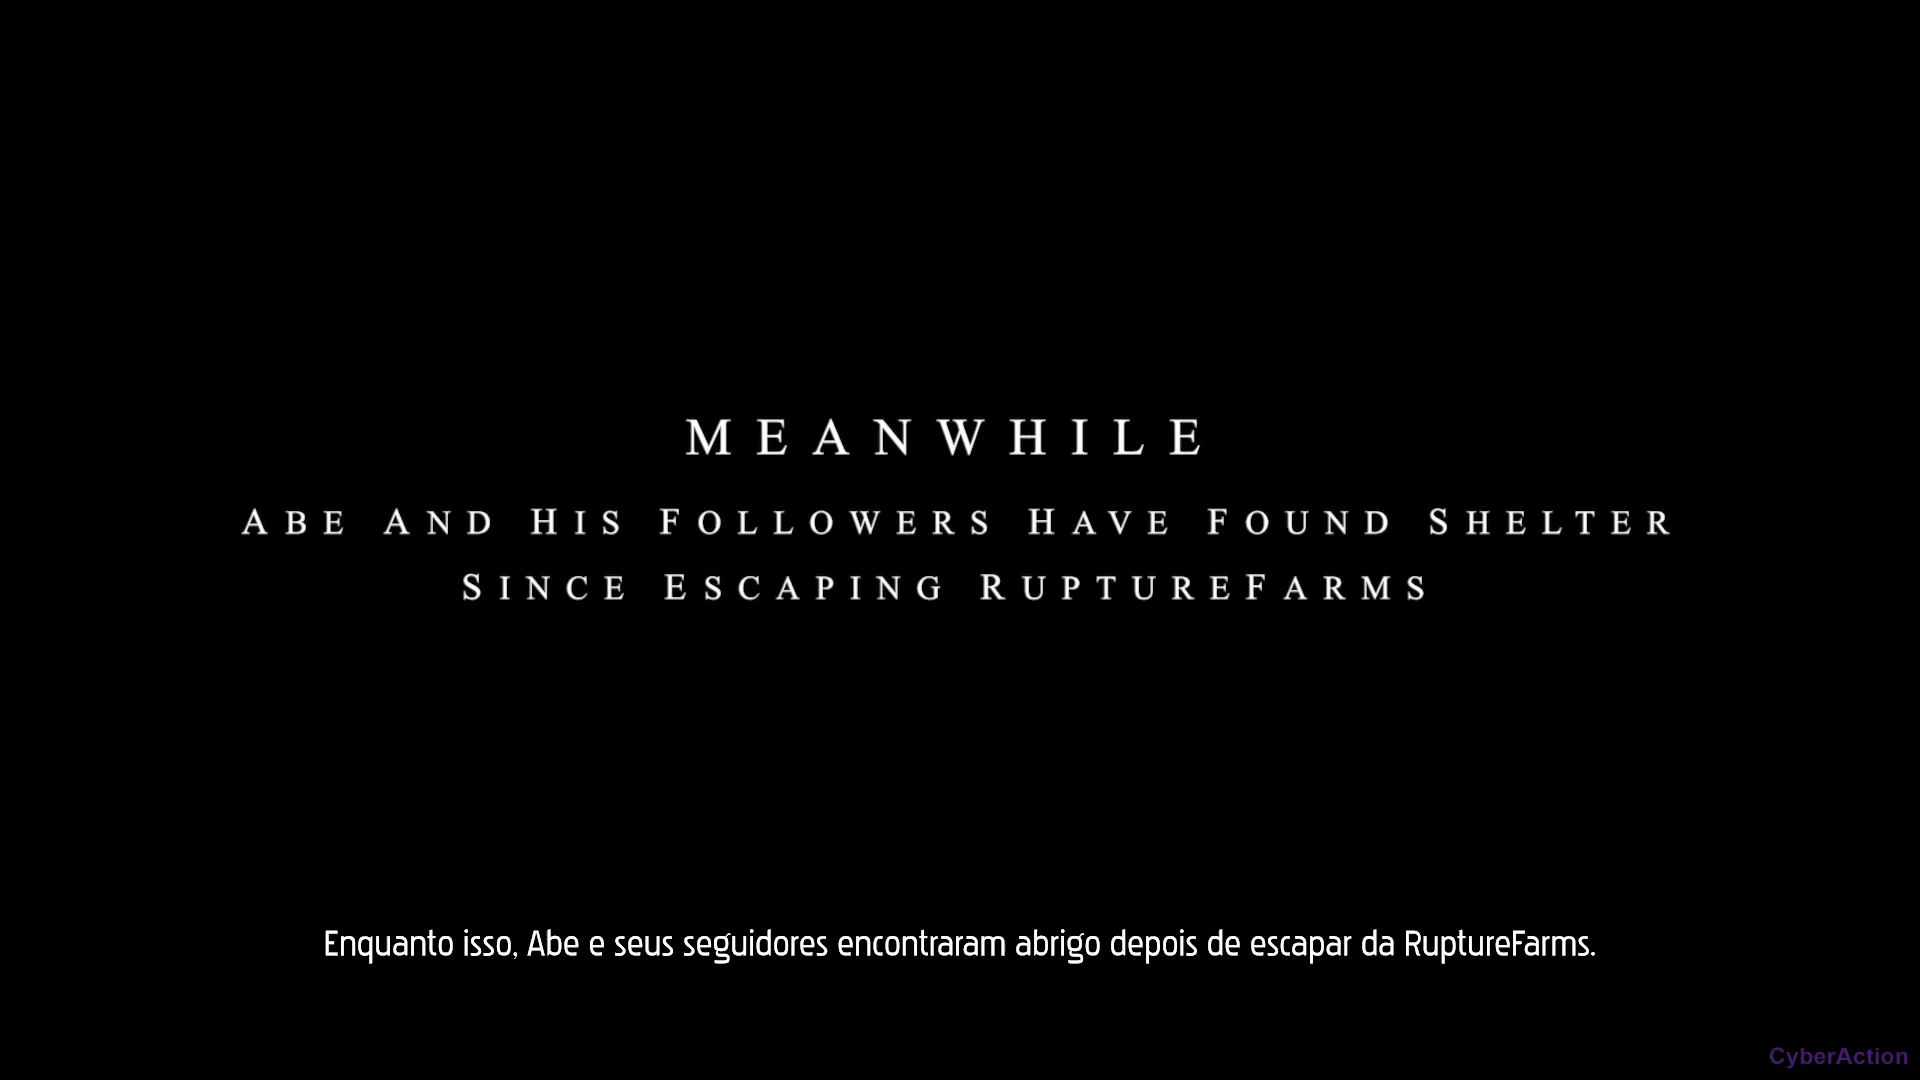 MEANWHILE
ABE AND HIS FOLLOWERS HAVE FOUND SHELTER
SINCE ESCAPING RUPTUREFARMS
Enquanto isso, Abe e seus seguidores encontraram abrigo depois de escapar da RuptureFarms.
CyberAction